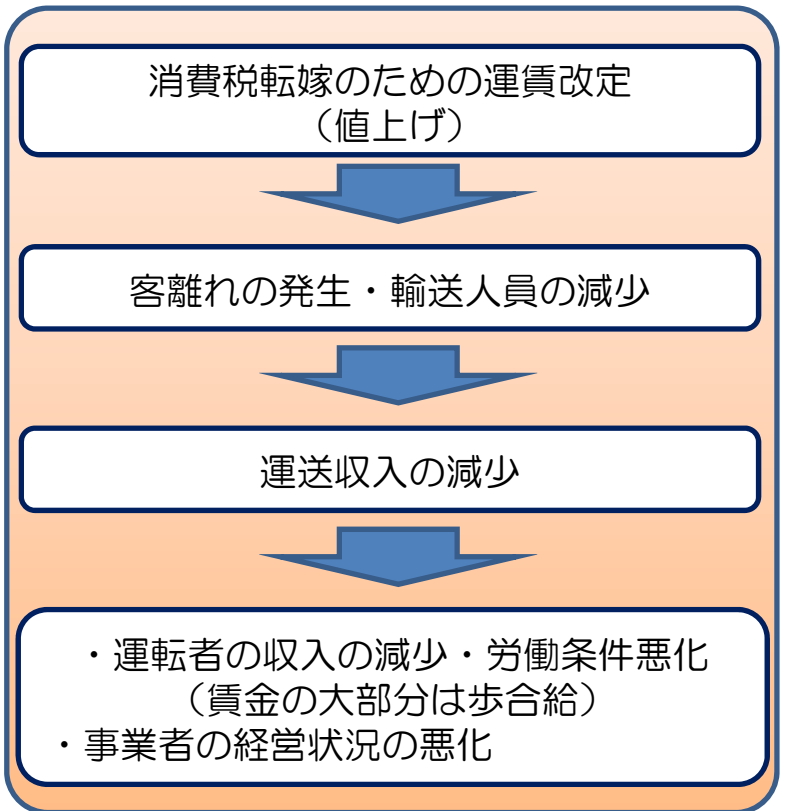 消費税転嫁のための運賃改定
（値上げ）
客離れの発生・輸送人員の減少
運送収入の減少
・運転者の収入の減少・労働条件悪化
（賃金の大部分は歩合給）
・事業者の経営状況の悪化